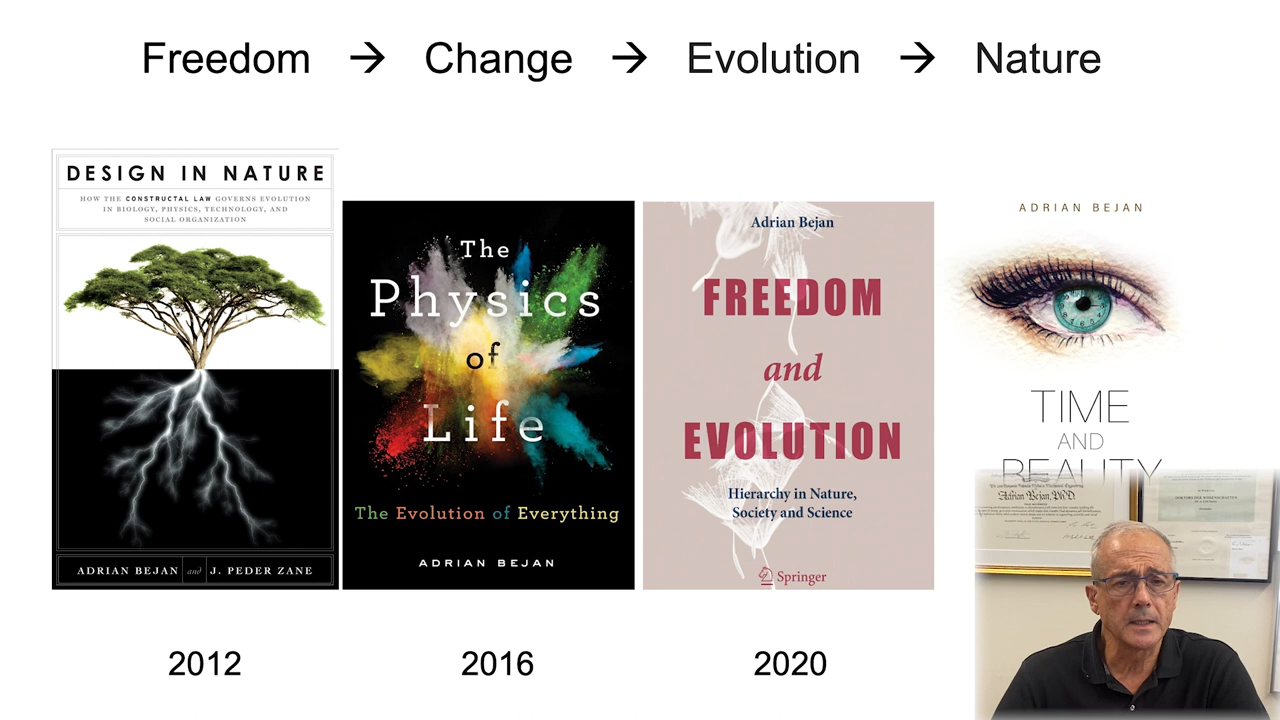 Freedom → Change → Evolution → Nature
DESIGN IN NATURE
HOW THE CONSTRUCTAL LAW GOVERNS EVOLUTION
IN BIOLOGY, PHYSICS, TECHNOLOGY, AND
SOCIAL ORGANIZATION
ADRIAN BEJAN and J. PEDER ZANE
The
Physics
of
Life
The Evolution of Everything
ADRIAN BEJAN
Adrian Bejan
FREEDOM
and
EVOLUTION
Hierarchy in Nature,
Society and Science
Springer
ADRIAN BEJAN
TIME
AND
BEAUTY
Adrian Bejan, Ph.D.
2012
2016
2020